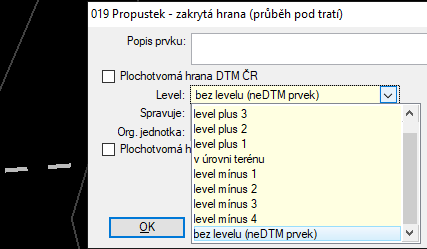 019 Propustek - zakrytá hrana (průběh pod tratí)
Popis prvku:
Plochotvorná hrana DTM ČR
Level: bez levelu (neDTM prvek)
Spravuje: level plus 3
level plus 2
Org. jednotka: level plus 1
Plochotvorná h v úrovni terénu
level mínus 1
level mínus 2
level mínus 3
OK level mínus 4
bez levelu (neDTM prvek)